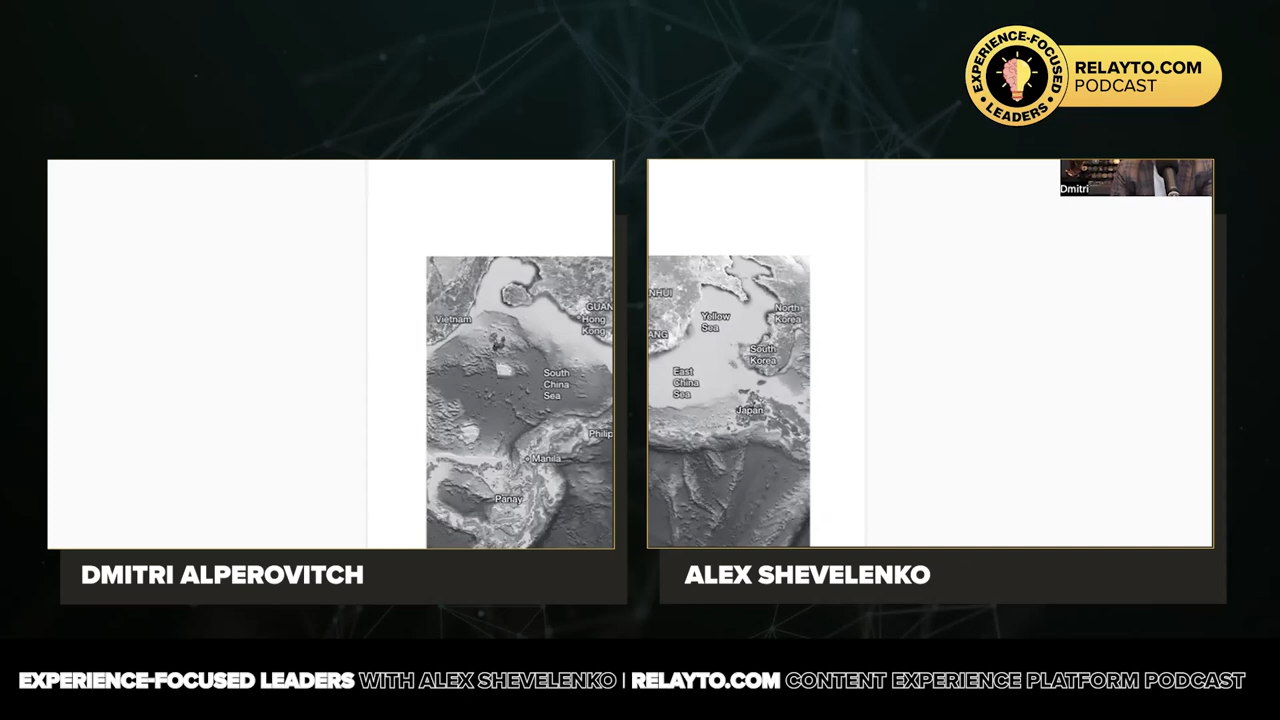 EXPERIENCE-FOCUSED
LEADERS
RELAYTO.COM
PODCAST
Vietnam
GUAN
Hong
Kong
South
China
Sea
Philip
Manila
Panay
NHUI
ANG
Yellow
Sea
North
Korea
South
Korea
East
China
Sea
Japan
Dmitri
DMITRI ALPEROVITCH
ALEX SHEVELENKO
EXPERIENCE-FOCUSED LEADERS WITH ALEX SHEVELENKO | RELAYTO.COM CONTENT EXPERIENCE PLATFORM PODCAST